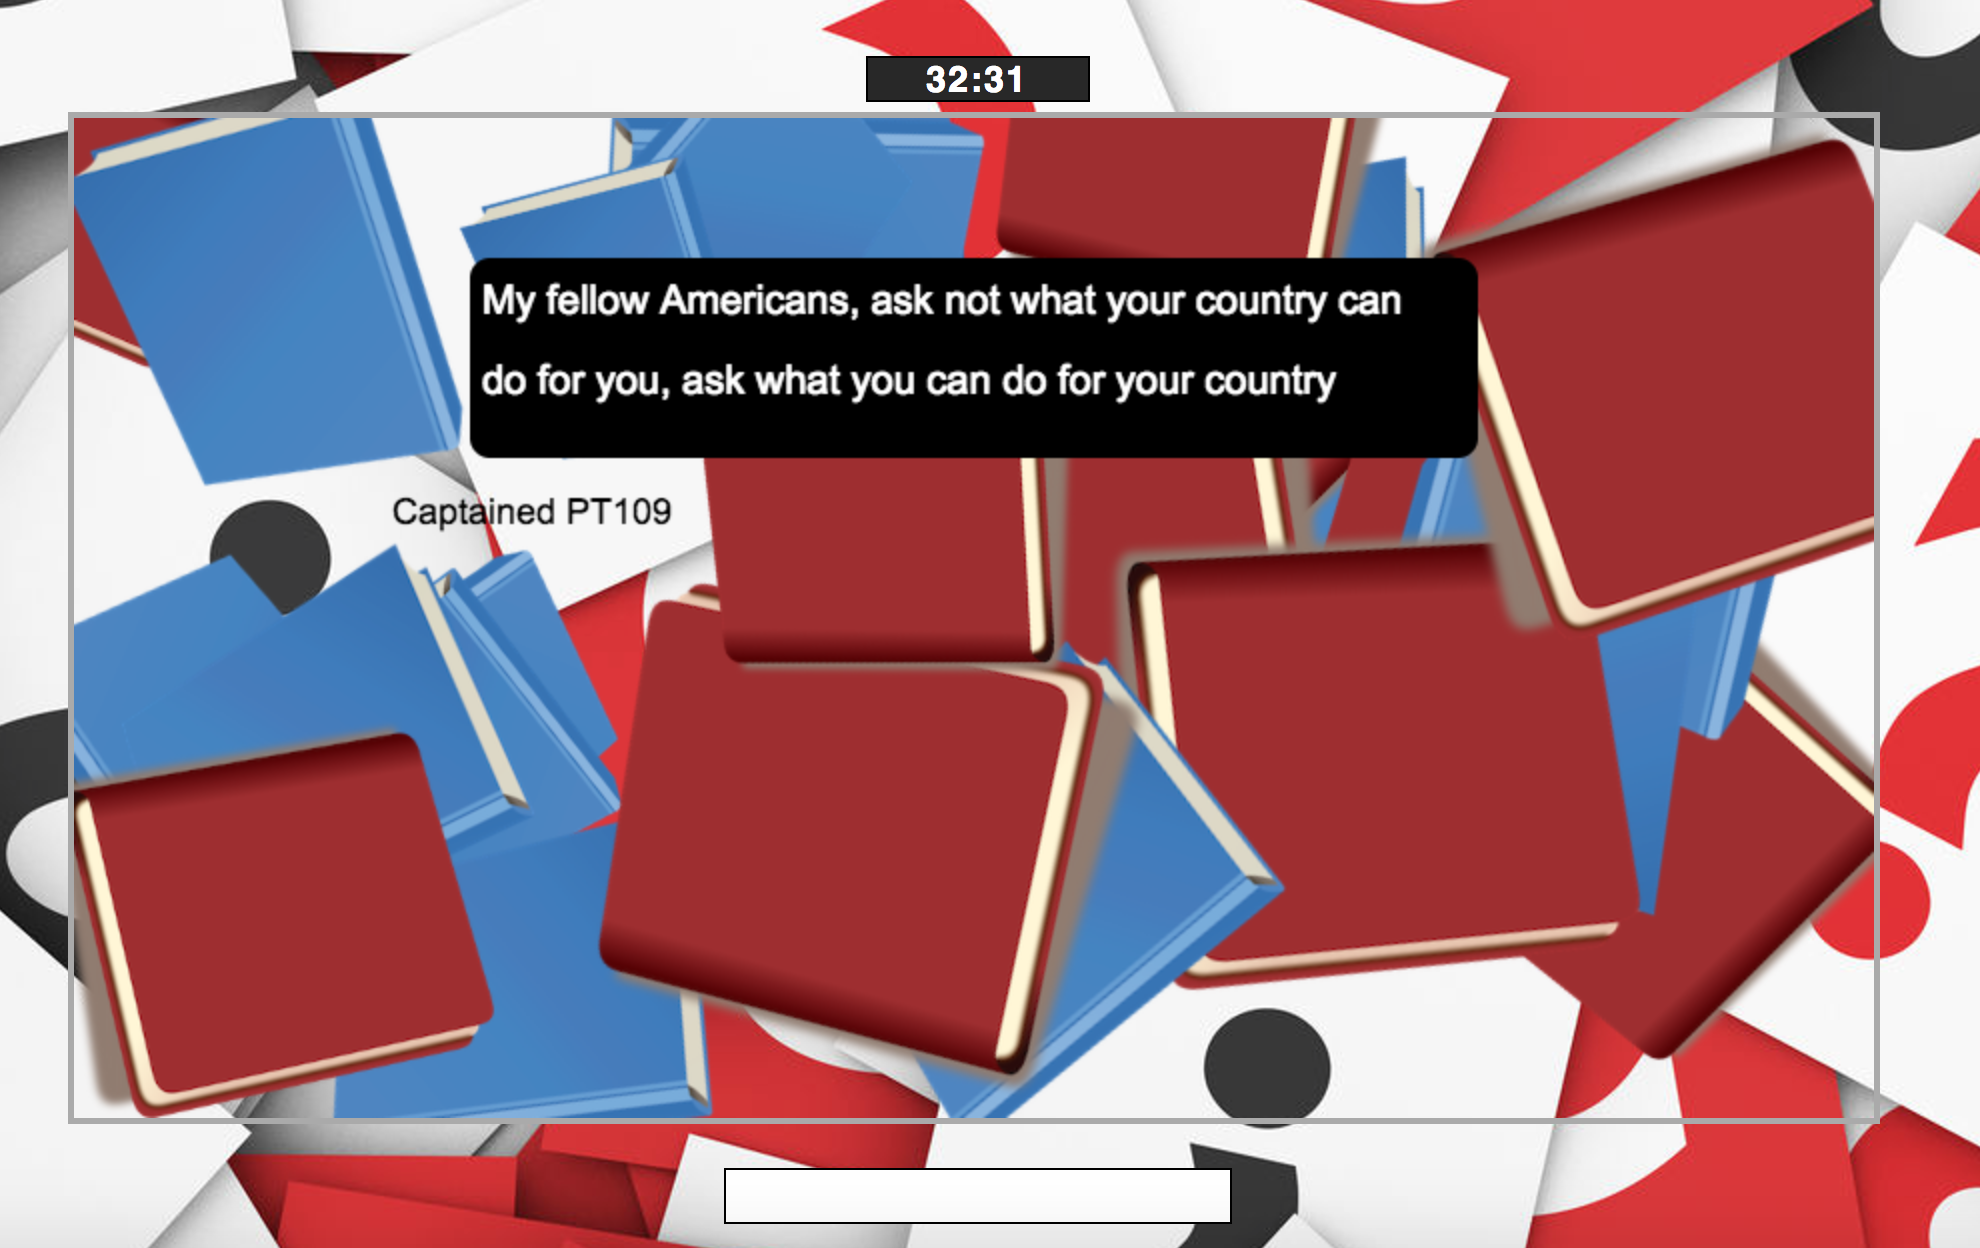 32:31
My fellow Americans, ask not what your country can
do for you, ask what you can do for your country
Captained PT109